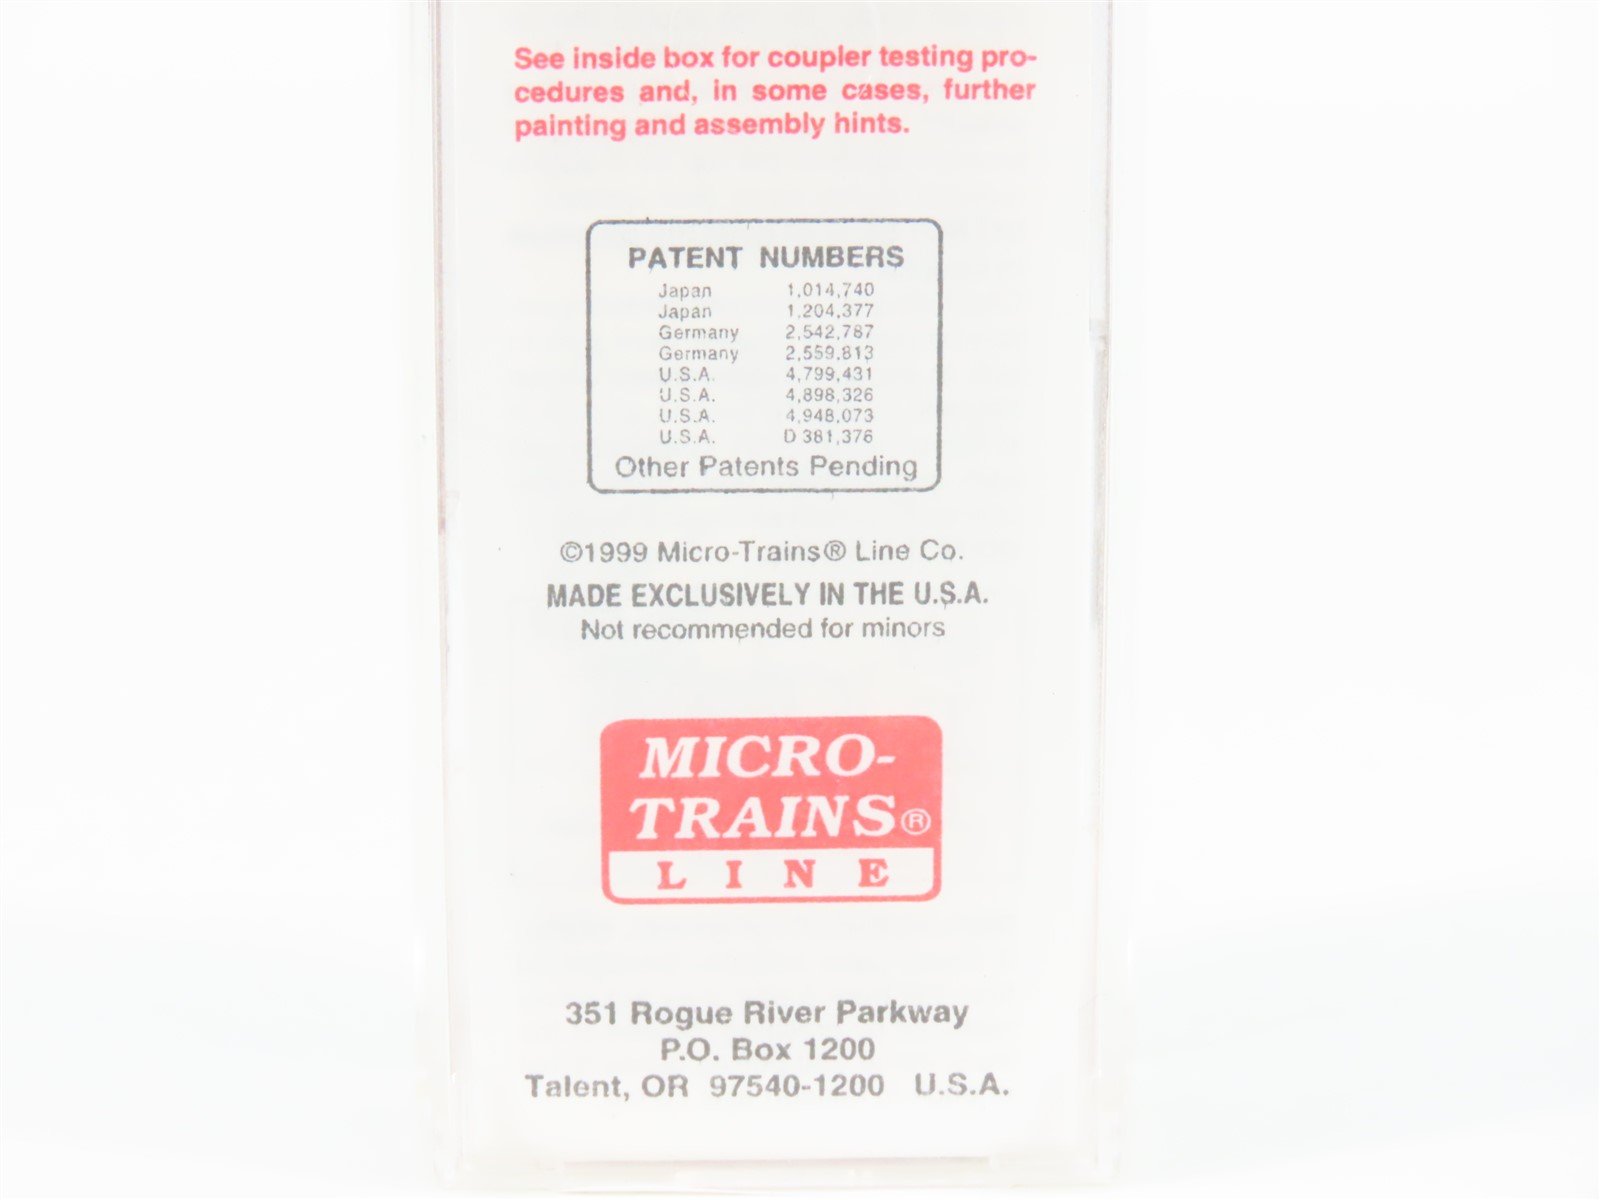 See inside box for coupler testing pro-
cedures and, in some cases, further
painting and assembly hints.
PATENT NUMBERS
Japan 1,014,740
Japan 1,204,377
Germany 2,542,787
Germany 2,559,813
U.S.A. 4,799,431
U.S.A. 4,898,326
U.S.A. 4,948,073
U.S.A. D 381,376
Other Patents Pending
©1999 Micro-Trains® Line Co.
MADE EXCLUSIVELY IN THE U.S.A.
Not recommended for minors
MICRO-
TRAINS®
LINE
351 Rogue River Parkway
P.O. Box 1200
Talent, OR 97540-1200 U.S.A.